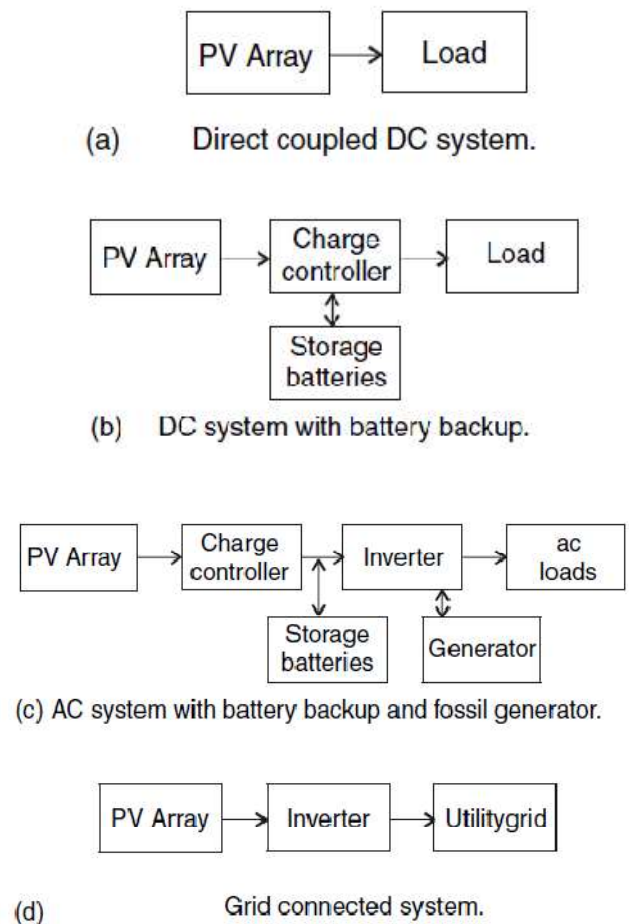 PV Array
Load
(a) Direct coupled DC system.
PV Array
Charge
controller
Load
Storage
batteries
(b) DC system with battery backup.
PV Array
Charge
controller
Inverter
ac
loads
Storage
batteries
Generator
(c) AC system with battery backup and fossil generator.
PV Array
Inverter
Utilitygrid
(d) Grid connected system.